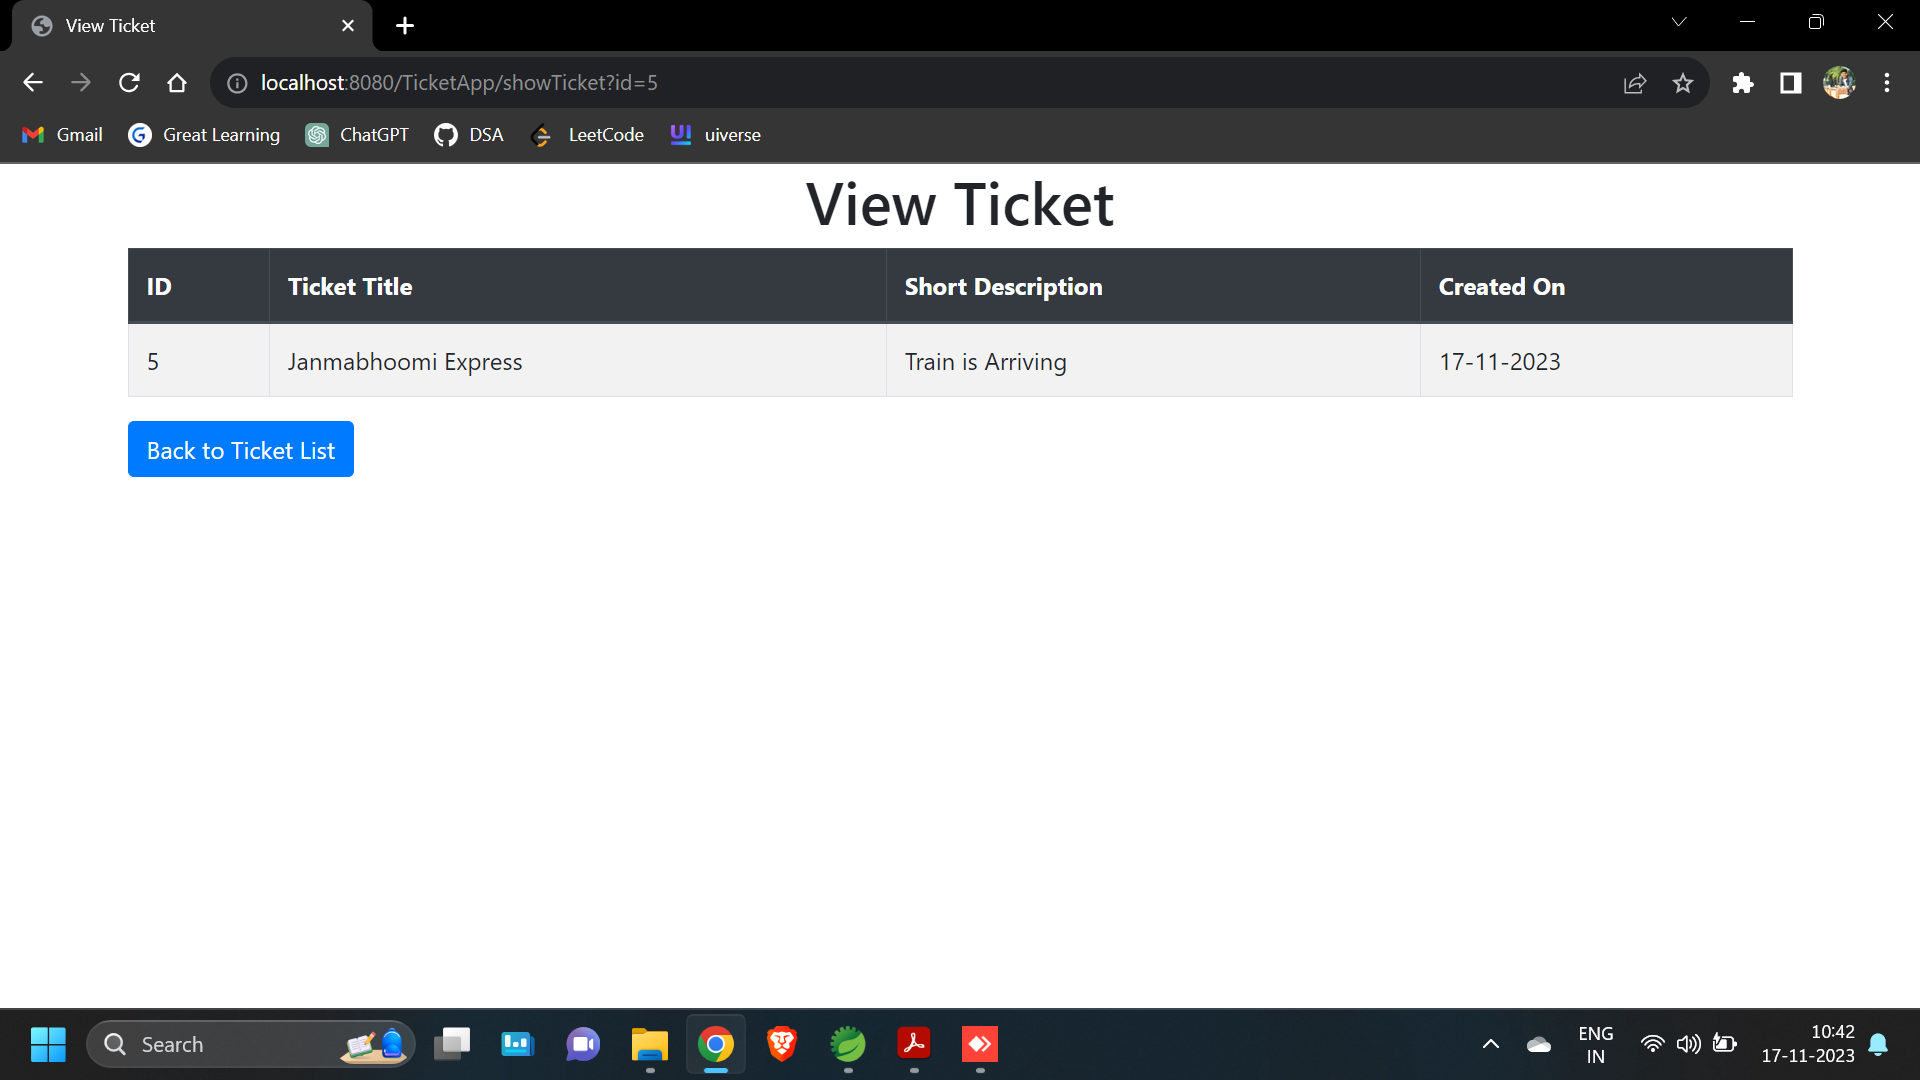 View Ticket
localhost:8080/TicketApp/showTicket?id=5
Gmail Great Learning ChatGPT DSA LeetCode uiverse
View Ticket
ID Ticket Title Short Description Created On
5 Janmabhoomi Express Train is Arriving 17-11-2023
Back to Ticket List
Search
ENG
IN
10:42
17-11-2023